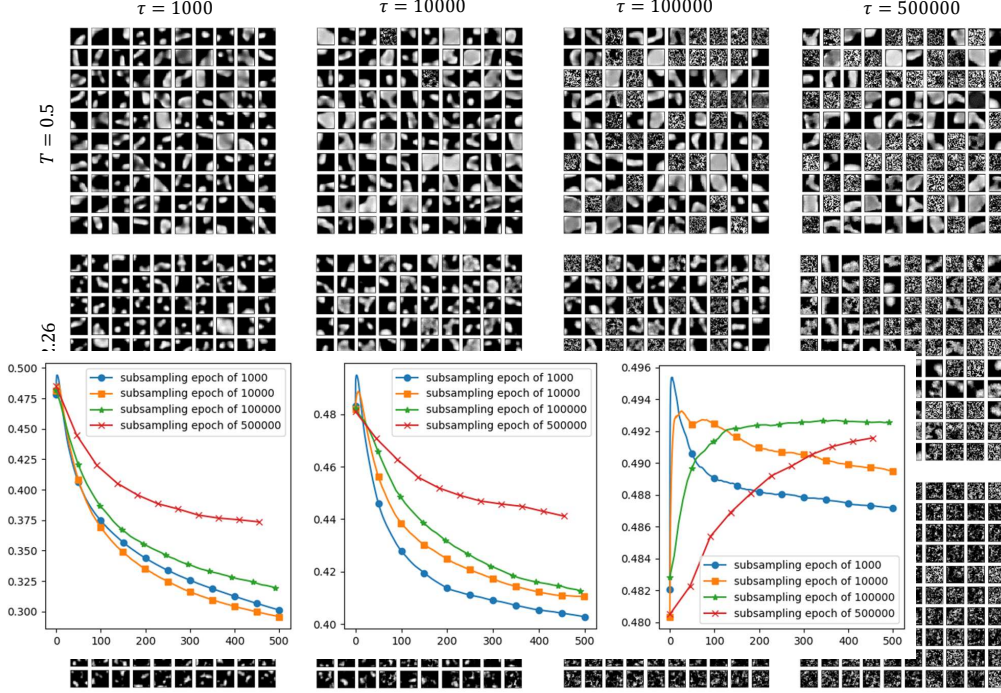 τ = 1000
τ = 10000
τ = 100000
τ = 500000
T = 0.5
2.26
0.500
0.475
0.450
0.425
0.400
0.375
0.350
0.325
0.300
subsampling epoch of 1000
subsampling epoch of 10000
subsampling epoch of 100000
subsampling epoch of 500000
0 100 200 300 400 500
0.48
0.46
0.44
0.42
0.40
subsampling epoch of 1000
subsampling epoch of 10000
subsampling epoch of 100000
subsampling epoch of 500000
0 100 200 300 400 500
0.496
0.494
0.492
0.490
0.488
0.486
0.484
0.482
0.480
subsampling epoch of 1000
subsampling epoch of 10000
subsampling epoch of 100000
subsampling epoch of 500000
0 100 200 300 400 500